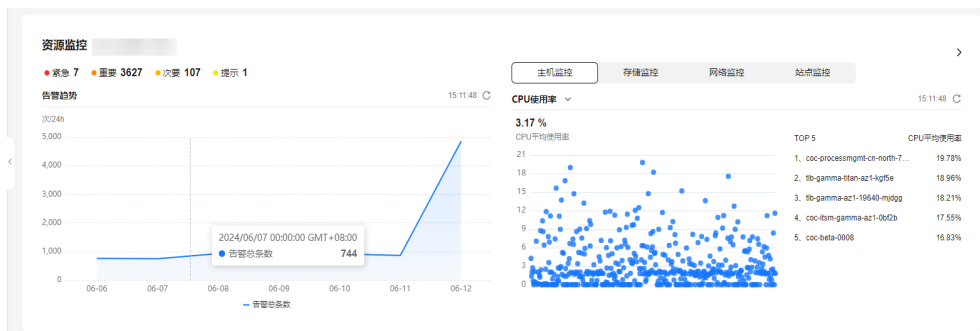 资源监控
紧急 7 重要 3627 次要 107 提示 1
告警趋势 15:11:48
次/24h
5,000
4,000
3,000
2,000
1,000
0
06-06 06-07 06-08 06-09 06-10 06-11 06-12
2024/06/07 00:00:00 GMT+08:00
告警总条数 744
告警总条数
主机监控 存储监控 网络监控 站点监控
CPU使用率 15:11:48
3.17 %
CPU平均使用率
21
18
15
12
9
6
3
0
TOP 5 CPU平均使用率
1、coc-processmgmt-cn-north-7... 19.78%
2、tlb-gamma-titan-az1-kgf5e 18.96%
3、tlb-gamma-az1-19640-mjdgg 18.21%
4、coc-itsm-gamma-az1-0bf2b 17.55%
5、coc-beta-0008 16.83%